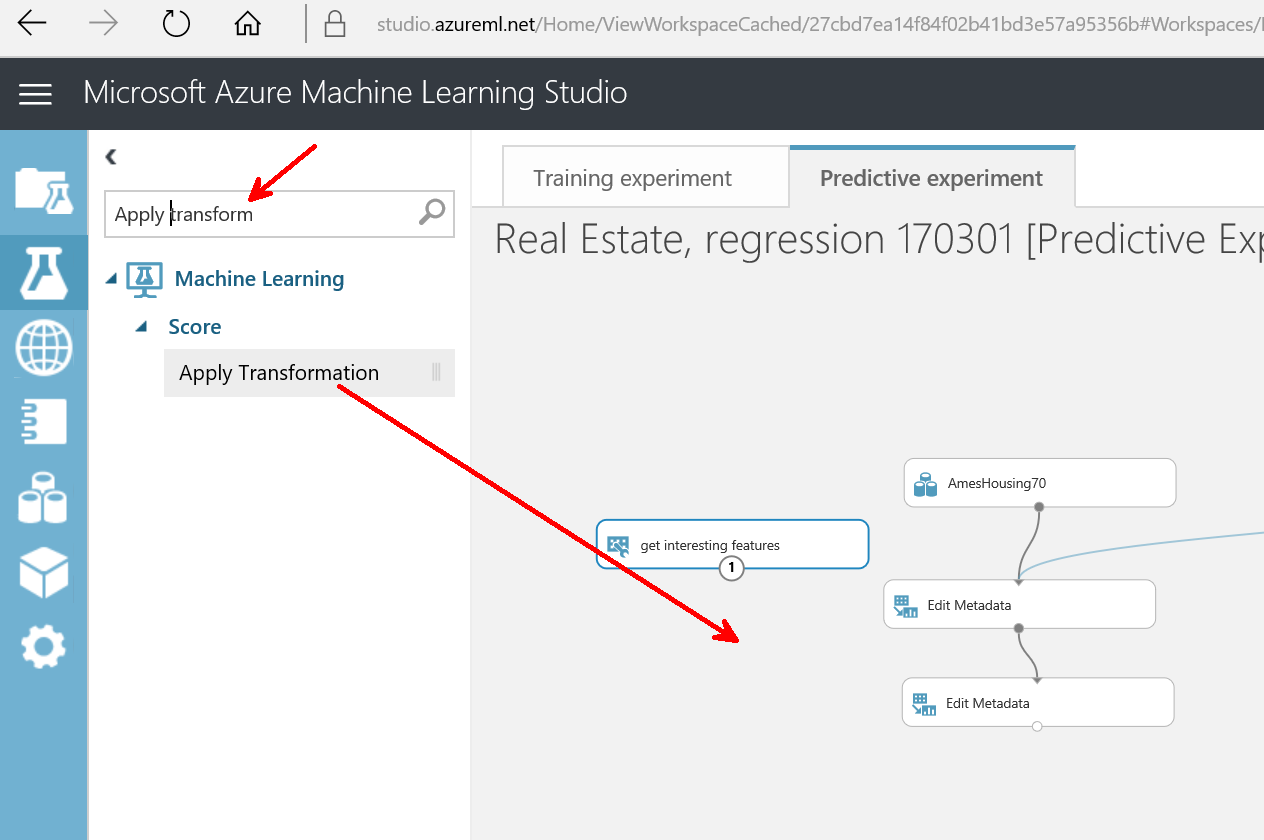 studio.azureml.net/Home/ViewWorkspaceCached/27cbd7ea14f84f02b41bd3e57a95356b#Workspaces/
Microsoft Azure Machine Learning Studio
Apply transform
Machine Learning
Score
Apply Transformation
Training experiment
Predictive experiment
Real Estate, regression 170301 [Predictive Exp
AmesHousing70
get interesting features
1
Edit Metadata
Edit Metadata